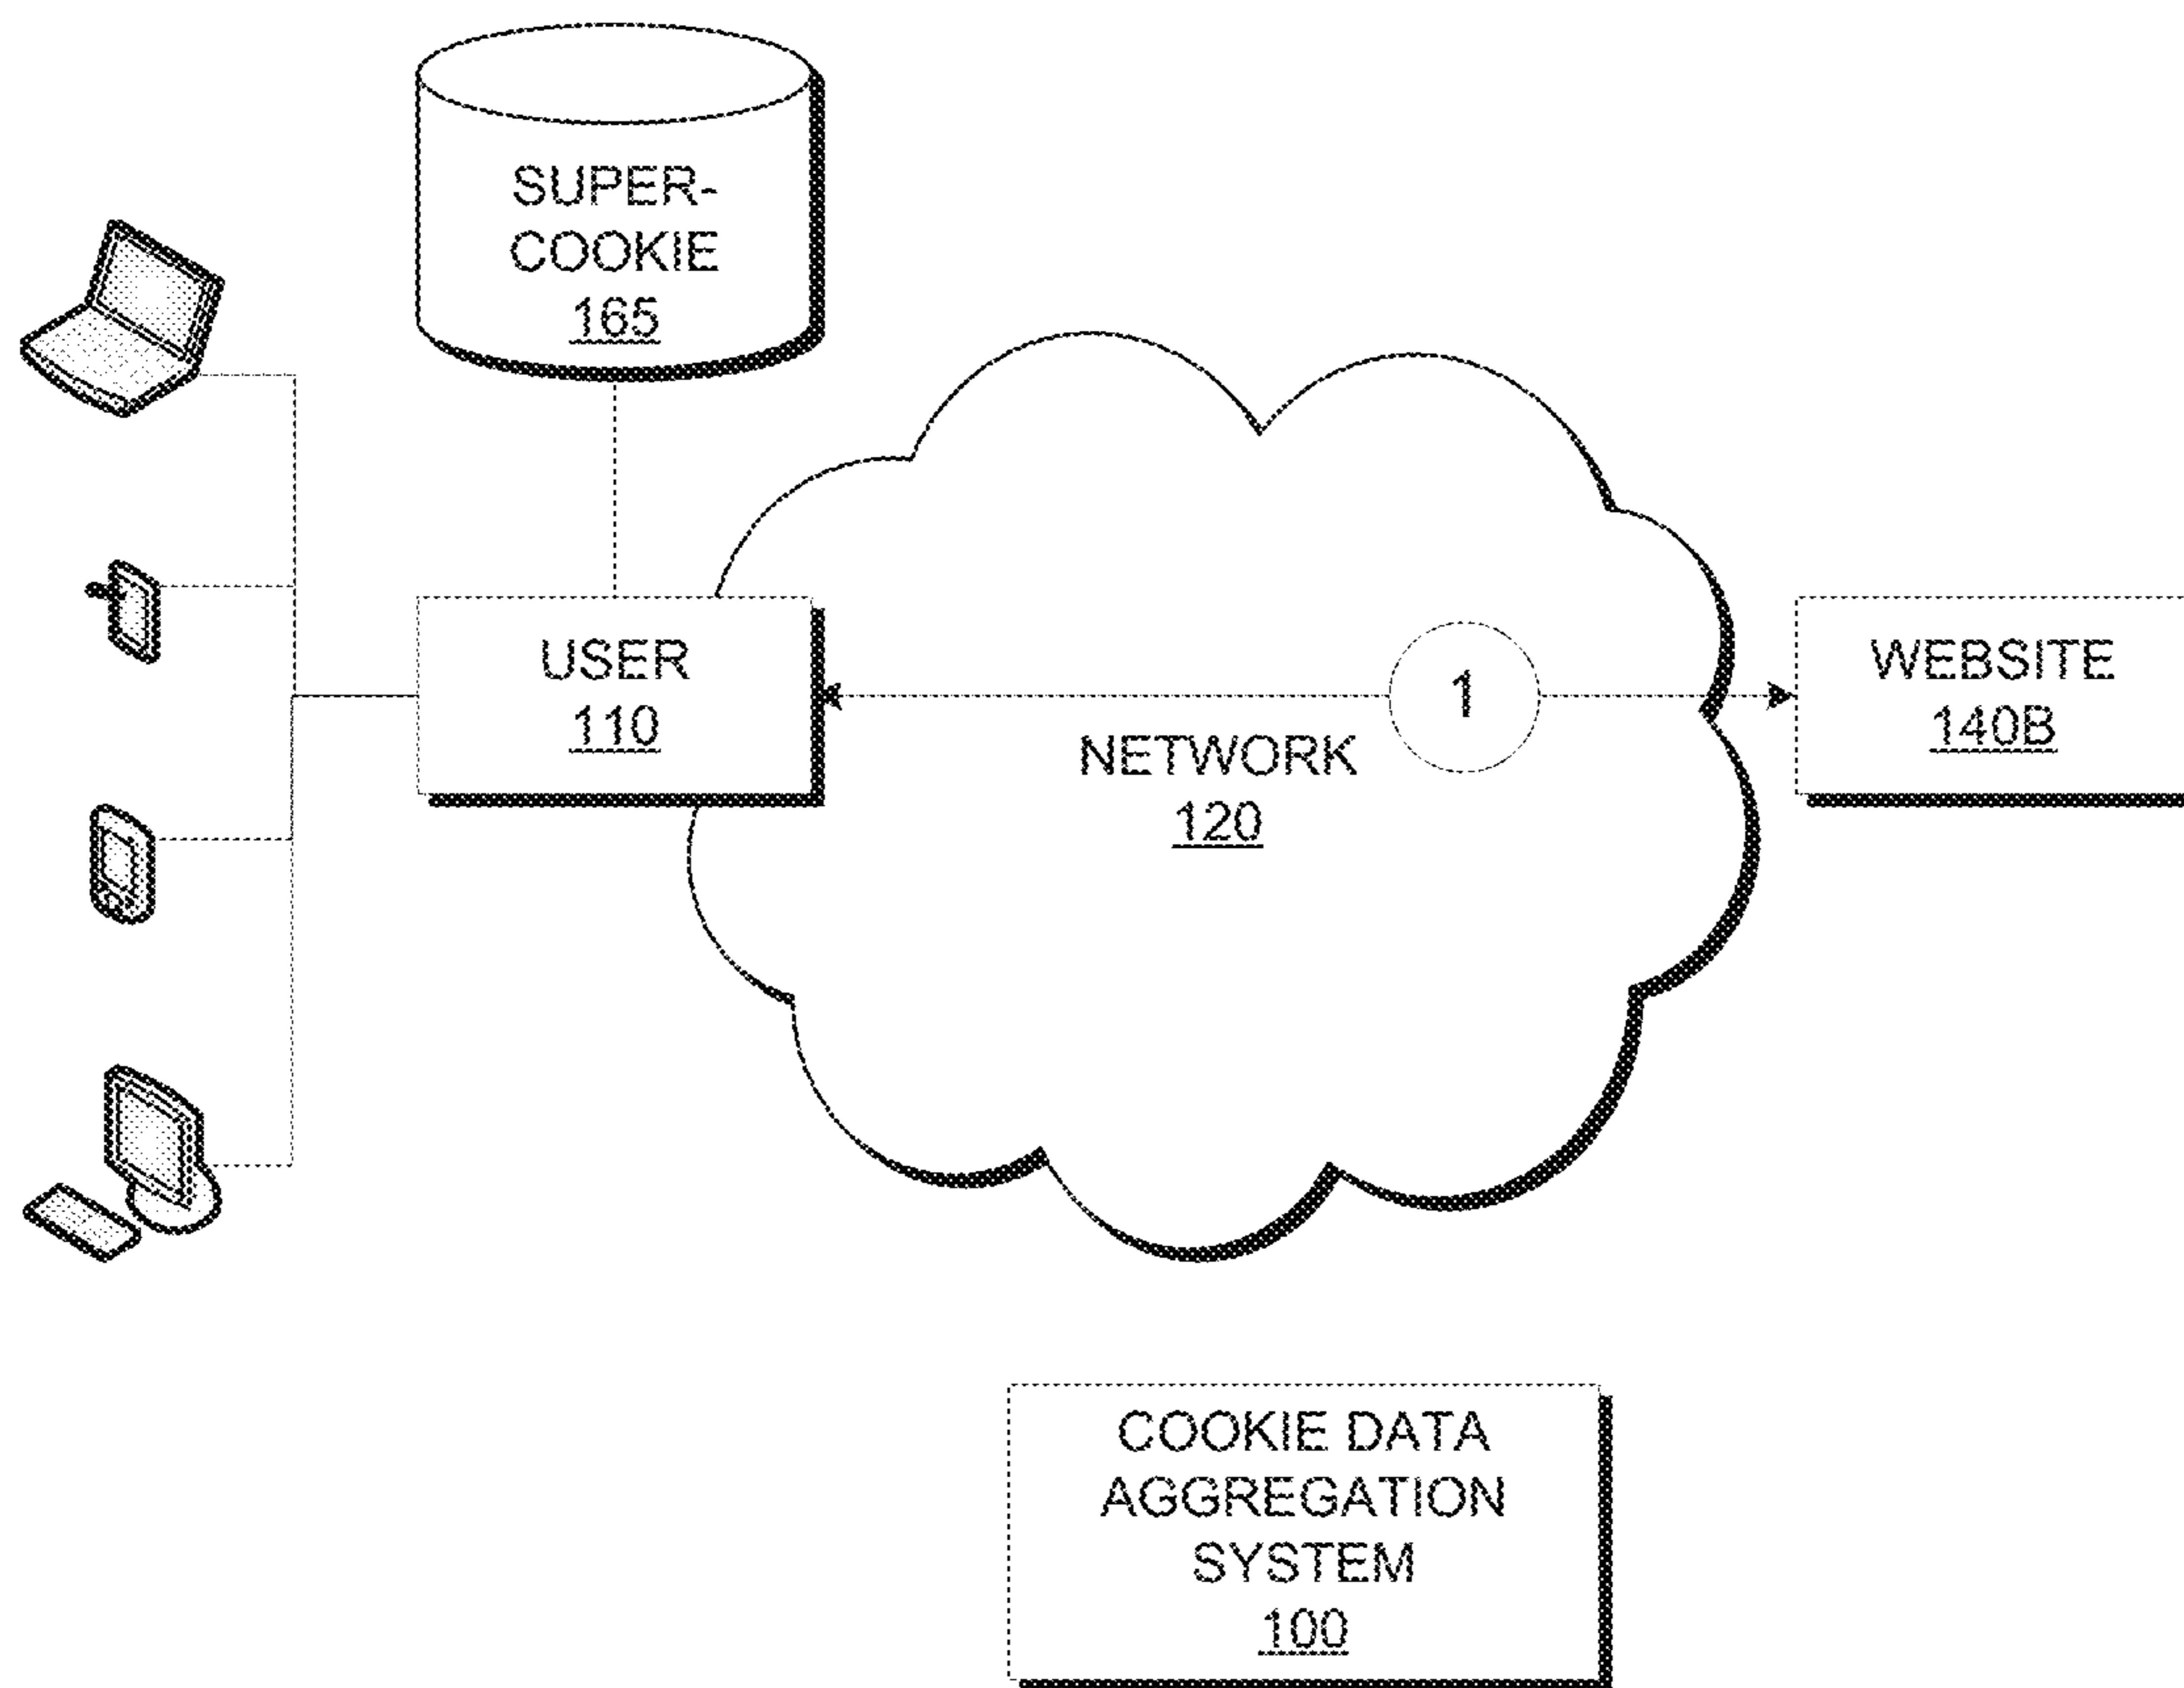 SUPER-
COOKIE
165
USER
110
1
NETWORK
120
WEBSITE
140B
COOKIE DATA
AGGREGATION
SYSTEM
100